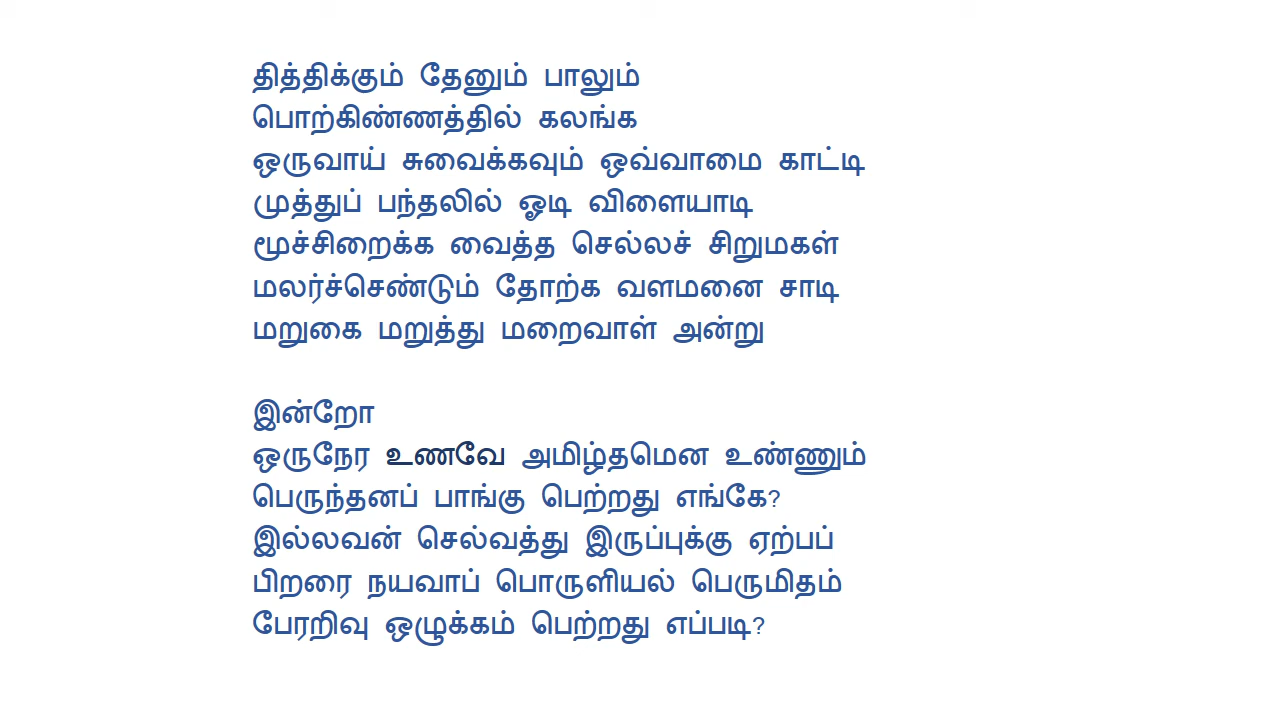 தித்திக்கும் தேனும் பாலும்
பொற்கிண்ணத்தில் கலங்க
ஒருவாய் சுவைக்கவும் ஒவ்வாமை காட்டி
முத்துப் பந்தலில் ஓடி விளையாடி
மூச்சிறைக்க வைத்த செல்லச் சிறுமகள்
மலர்ச்செண்டும் தோற்க வளமனை சாடி
மறுகை மறுத்து மறைவாள் அன்று
இன்றோ
ஒருநேர உணவே அமிழ்தமென உண்ணும்
பெருந்தனப் பாங்கு பெற்றது எங்கே?
இல்லவன் செல்வத்து இருப்புக்கு ஏற்பப்
பிறரை நயவாப் பொருளியல் பெருமிதம்
பேரறிவு ஒழுக்கம் பெற்றது எப்படி?